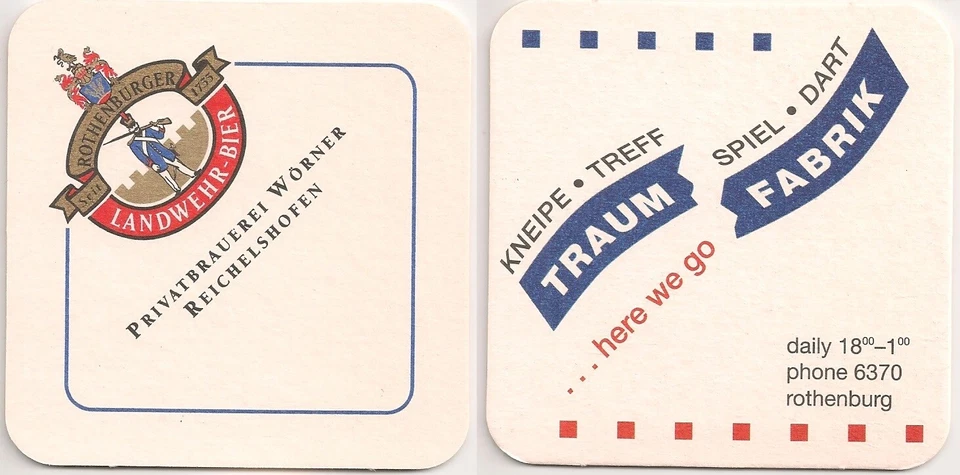 ROTHENBURGER
Seit 1755
LANDWEHR-BIER
PRIVATBRAUEREI WÖRNER
REICHELSHOFEN
KNEIPE • TREFF
SPIEL • DART
TRAUM
FABRIK
...here we go
daily 18⁰⁰–1⁰⁰
phone 6370
rothenburg